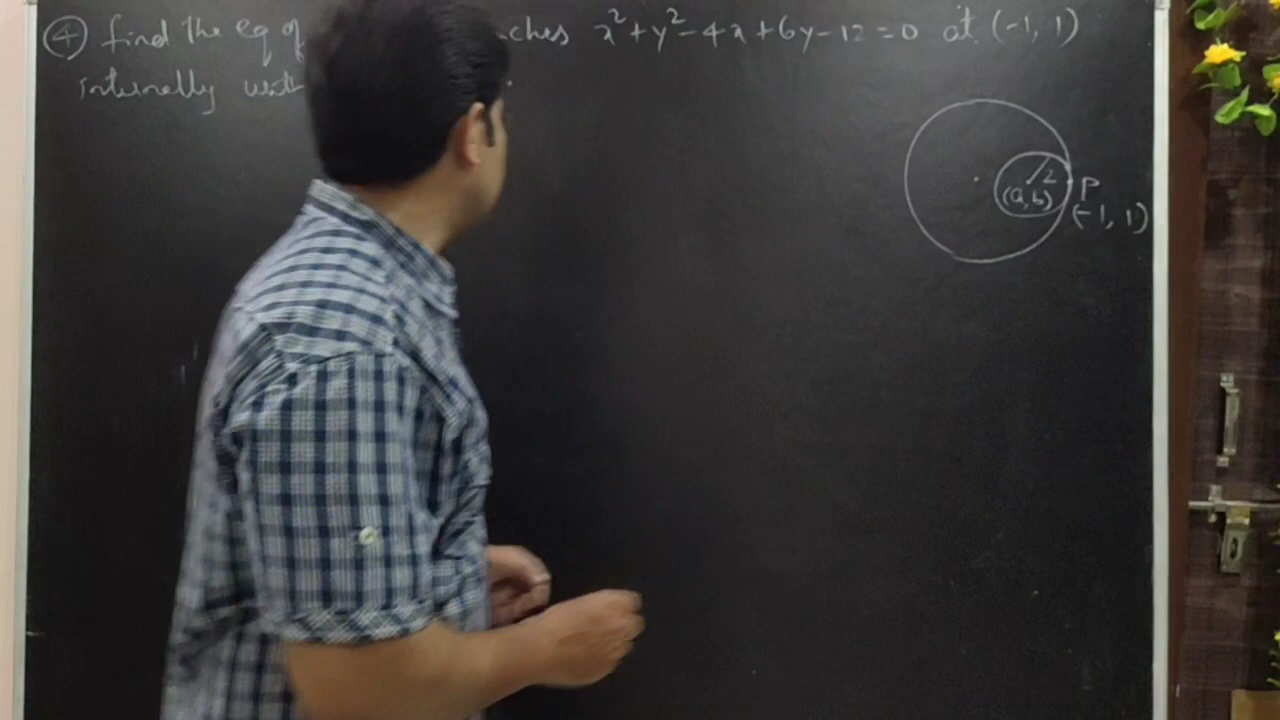 ④ find the eq of ches x²+y²-4x+6y-12=0 at (-1, 1)
internally with
2
(a,b)
P
(-1, 1)